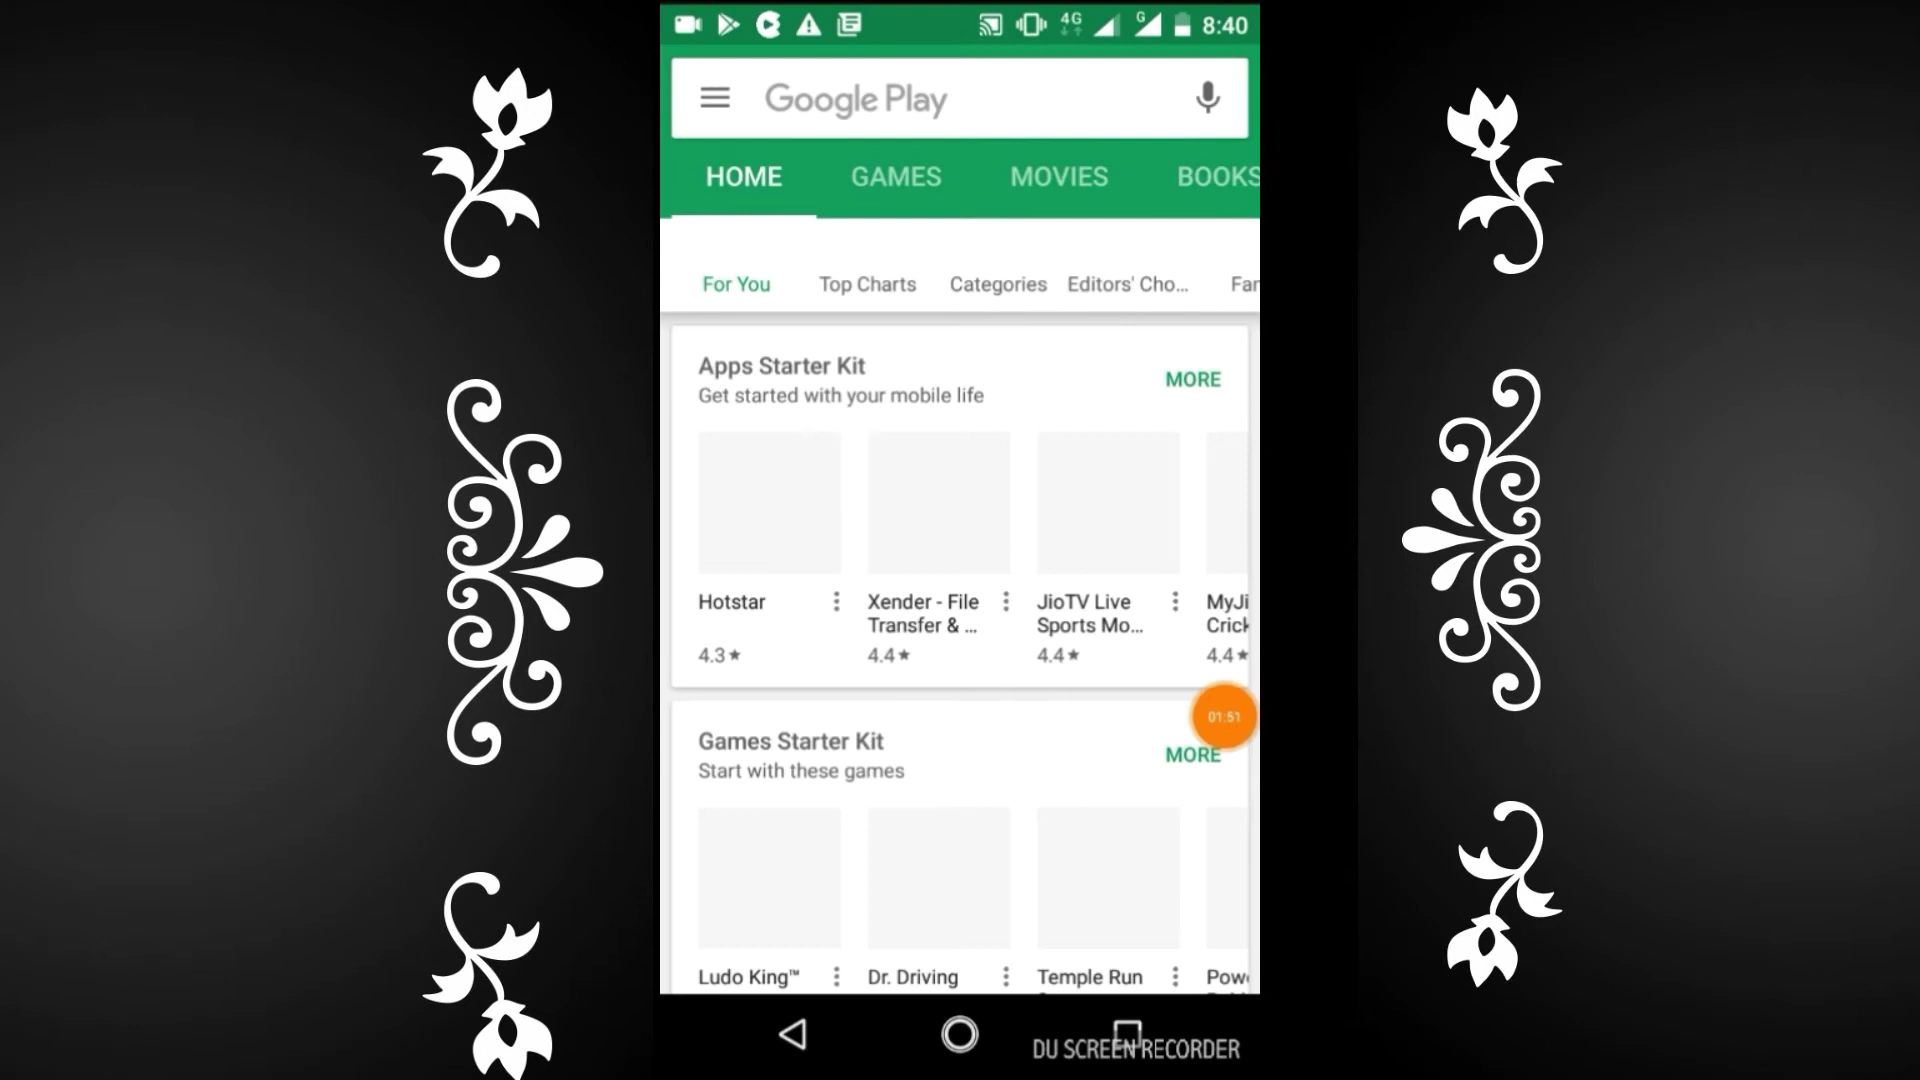 4G G 8:40
Google Play
HOME GAMES MOVIES BOOKS
For You Top Charts Categories Editors' Cho...
Apps Starter Kit
MORE
Get started with your mobile life
Hotstar Xender - File JioTV Live
Transfer & ... Sports Mo...
4.3★ 4.4★ 4.4★ 4.4★
01:51
Games Starter Kit
MORE
Start with these games
Ludo King™ Dr. Driving Temple Run
DU SCREEN RECORDER